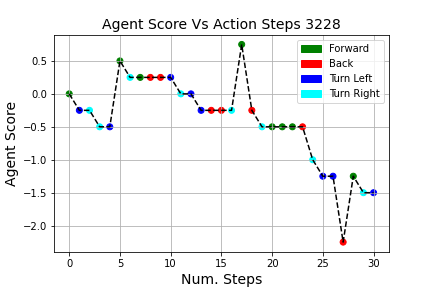 Agent Score Vs Action Steps 3228
Forward
Back
Turn Left
Turn Right
Agent Score
0.5
0.0
−0.5
−1.0
−1.5
−2.0
0 5 10 15 20 25 30
Num. Steps